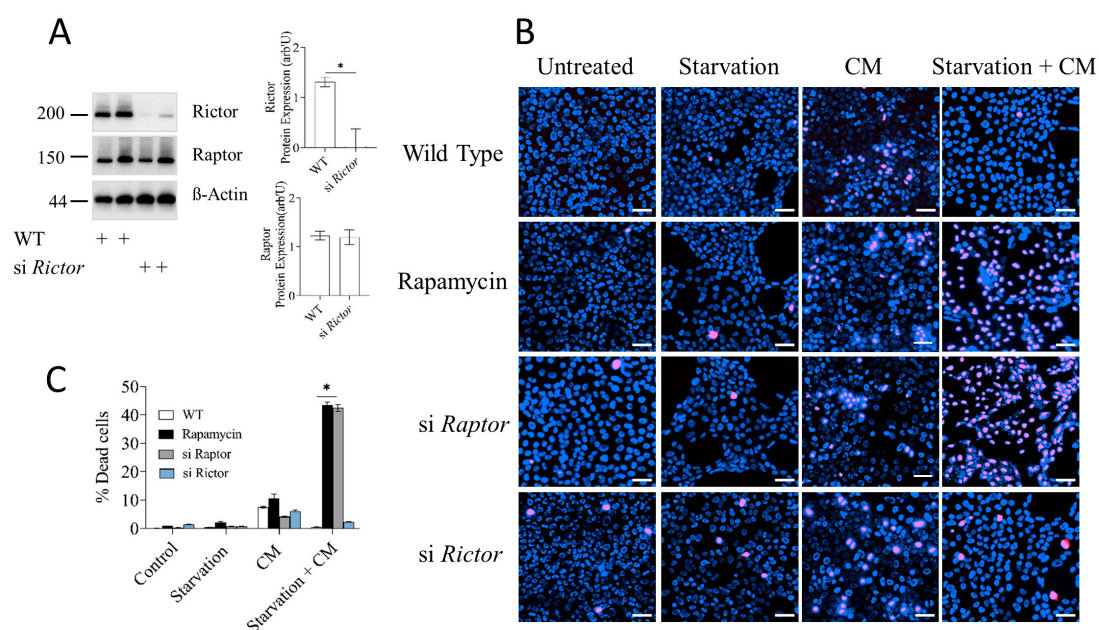 A
200
Rictor
150
Raptor
44
ß-Actin
WT
+ +
si Rictor
+ +
Rictor
Protein Expression (arb'U)
2
1
0
*
WT
si Rictor
Raptor
Protein Expression(arb'U)
2
1
0
WT
si Rictor
B
Untreated
Starvation
CM
Starvation + CM
Wild Type
Rapamycin
si Raptor
si Rictor
C
% Dead cells
50
40
30
20
10
0
WT
Rapamycin
si Raptor
si Rictor
*
Control
Starvation
CM
Starvation + CM